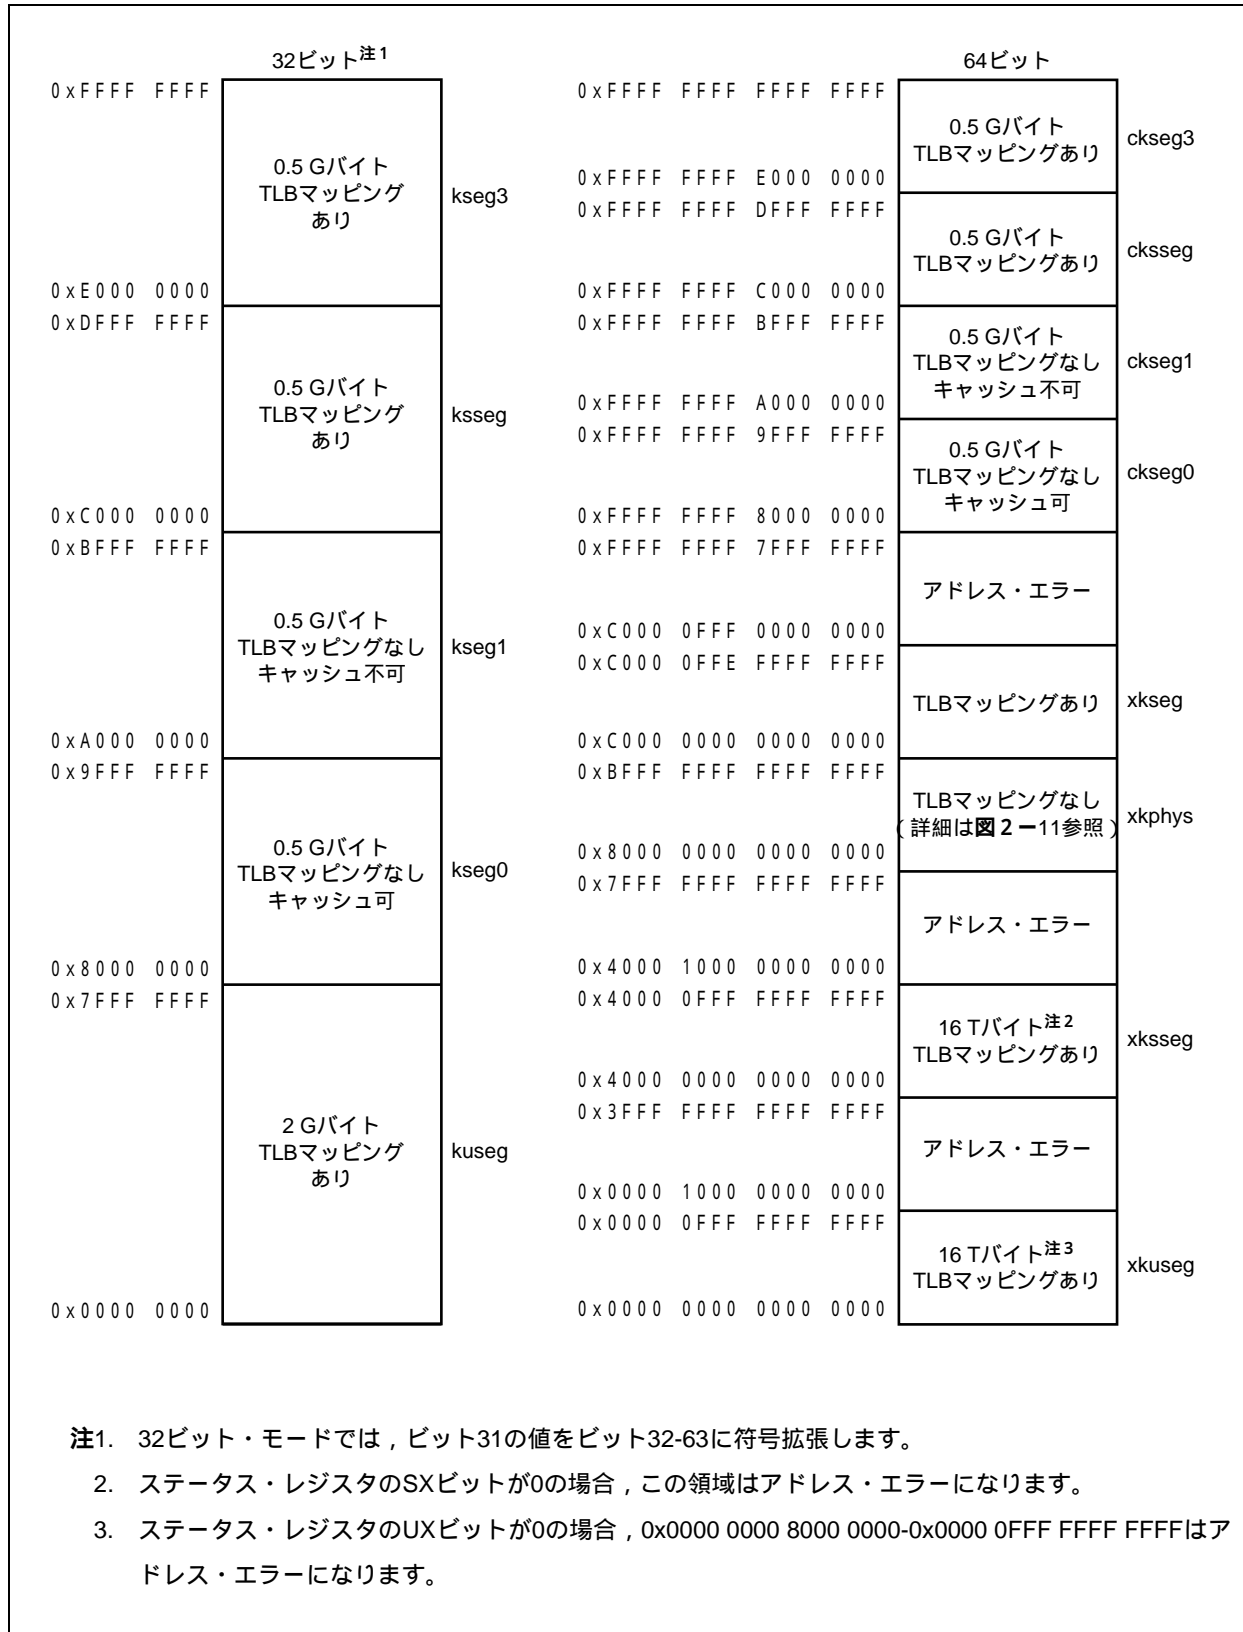 32ビット注1
0xFFFF FFFF
0.5 Gバイト
TLBマッピング
あり
kseg3
0xE000 0000
0xDFFF FFFF
0.5 Gバイト
TLBマッピング
あり
ksseg
0xC000 0000
0xBFFF FFFF
0.5 Gバイト
TLBマッピングなし
キャッシュ不可
kseg1
0xA000 0000
0x9FFF FFFF
0.5 Gバイト
TLBマッピングなし
キャッシュ可
kseg0
0x8000 0000
0x7FFF FFFF
2 Gバイト
TLBマッピング
あり
kuseg
0x0000 0000
64ビット
0xFFFF FFFF FFFF FFFF
0.5 Gバイト
TLBマッピングあり
ckseg3
0xFFFF FFFF E000 0000
0xFFFF FFFF DFFF FFFF
0.5 Gバイト
TLBマッピングあり
cksseg
0xFFFF FFFF C000 0000
0xFFFF FFFF BFFF FFFF
0.5 Gバイト
TLBマッピングなし
キャッシュ不可
ckseg1
0xFFFF FFFF A000 0000
0xFFFF FFFF 9FFF FFFF
0.5 Gバイト
TLBマッピングなし
キャッシュ可
ckseg0
0xFFFF FFFF 8000 0000
0xFFFF FFFF 7FFF FFFF
アドレス・エラー
0xC000 0FFF 0000 0000
0xC000 0FFE FFFF FFFF
TLBマッピングあり
xkseg
0xC000 0000 0000 0000
0xBFFF FFFF FFFF FFFF
TLBマッピングなし
(詳細は図2-11参照)
xkphys
0x8000 0000 0000 0000
0x7FFF FFFF FFFF FFFF
アドレス・エラー
0x4000 1000 0000 0000
0x4000 0FFF FFFF FFFF
16 Tバイト注2
TLBマッピングあり
xksseg
0x4000 0000 0000 0000
0x3FFF FFFF FFFF FFFF
アドレス・エラー
0x0000 1000 0000 0000
0x0000 0FFF FFFF FFFF
16 Tバイト注3
TLBマッピングあり
xkuseg
0x0000 0000 0000 0000
注1. 32ビット・モードでは,ビット31の値をビット32-63に符号拡張します。
2. ステータス・レジスタのSXビットが0の場合,この領域はアドレス・エラーになります。
3. ステータス・レジスタのUXビットが0の場合,0x0000 0000 8000 0000-0x0000 0FFF FFFF FFFFはア
ドレス・エラーになります。